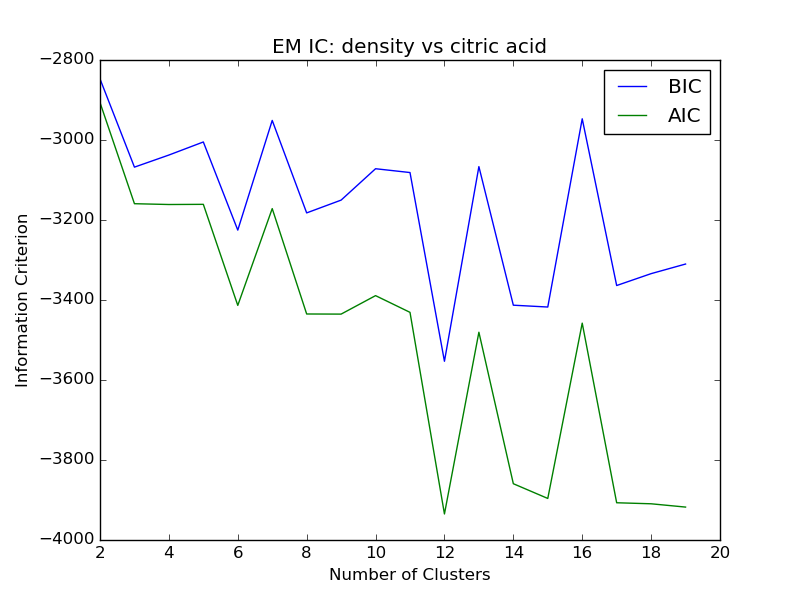 EM IC: density vs citric acid
BIC
AIC
Information Criterion
−2800
−3000
−3200
−3400
−3600
−3800
−4000
2 4 6 8 10 12 14 16 18 20
Number of Clusters